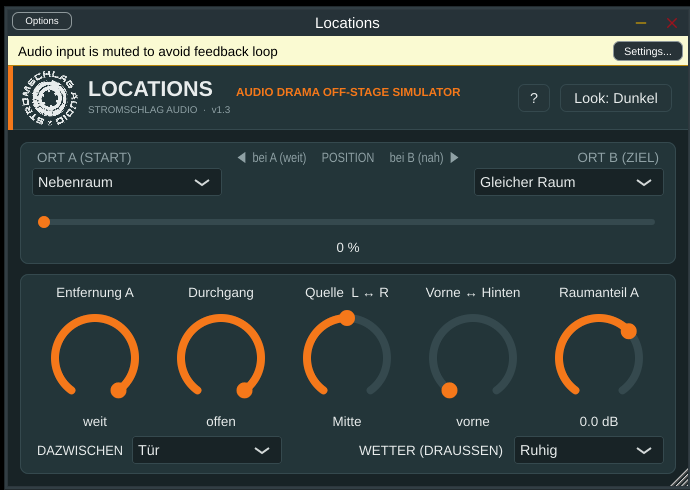 Options
Locations
Audio input is muted to avoid feedback loop
Settings...
STROMSCHLAG AUDIO
LOCATIONS
AUDIO DRAMA OFF-STAGE SIMULATOR
STROMSCHLAG AUDIO · v1.3
?
Look: Dunkel
ORT A (START)
◀ bei A (weit) POSITION bei B (nah) ▶
ORT B (ZIEL)
Nebenraum
Gleicher Raum
0 %
Entfernung A
Durchgang
Quelle L ↔ R
Vorne ↔ Hinten
Raumanteil A
weit
offen
Mitte
vorne
0.0 dB
DAZWISCHEN
Tür
WETTER (DRAUSSEN)
Ruhig